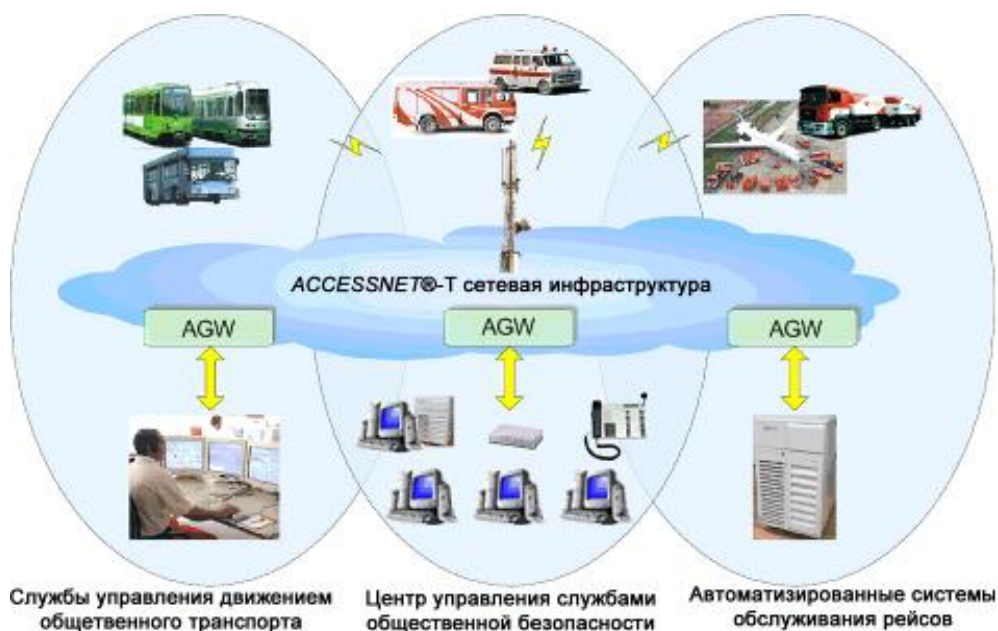 ACCESSNET®-T сетевая инфраструктура
AGW
AGW
AGW
Службы управления движением
общетвенного транспорта
Центр управления службами
общественной безопасности
Автоматизированные системы
обслуживания рейсов